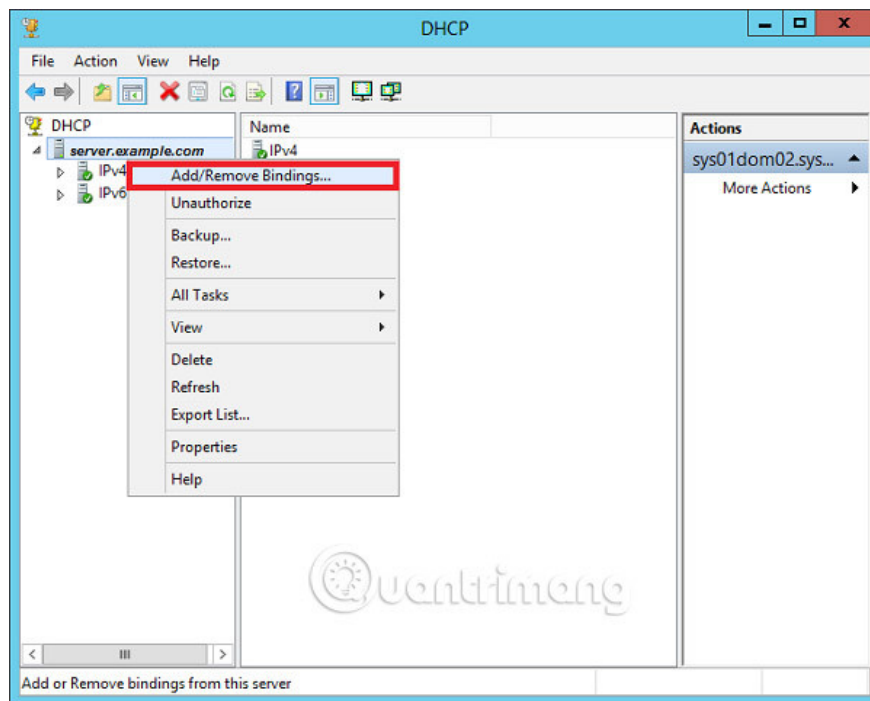 DHCP
File Action View Help
DHCP
server.example.com
IPv4
IPv6
Name
IPv4
Add/Remove Bindings...
Unauthorize
Backup...
Restore...
All Tasks
View
Delete
Refresh
Export List...
Properties
Help
Actions
sys01dom02.sys...
More Actions
Quantrimang
Add or Remove bindings from this server